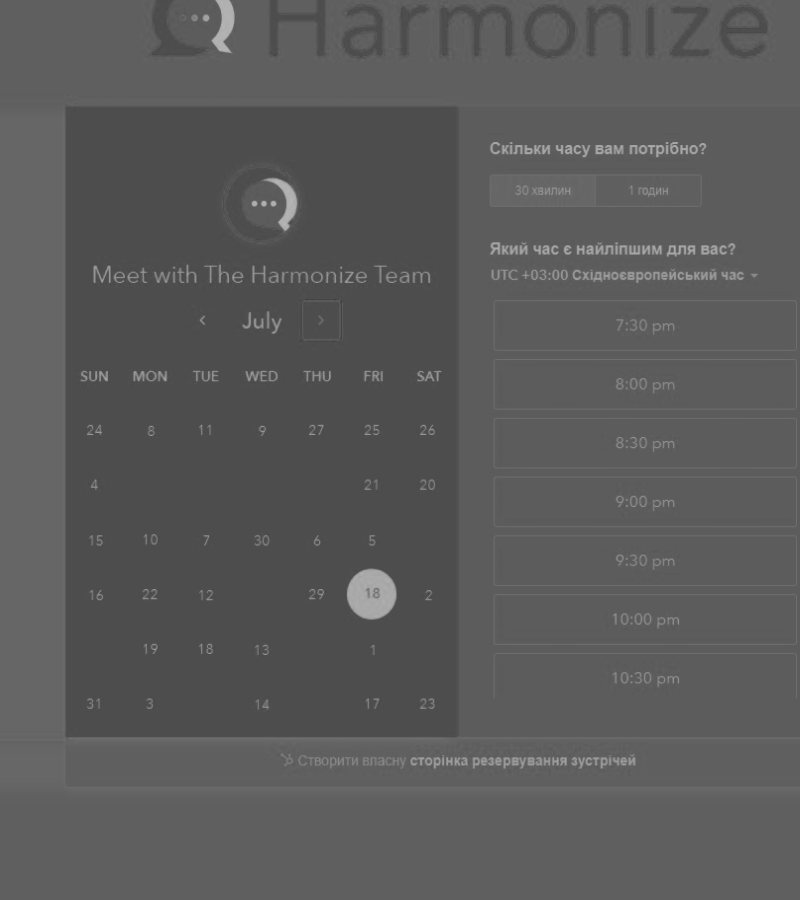 Harmonize
Meet with The Harmonize Team
July
SUN MON TUE WED THU FRI SAT
24 8 11 9 27 25 26
4 21 20
15 10 7 30 6 5
16 22 12 29 18 2
19 18 13 1
31 3 14 17 23
Скільки часу вам потрібно?
30 хвилин 1 годин
Який час є найліпшим для вас?
UTC +03:00 Східноєвропейський час
7:30 pm
8:00 pm
8:30 pm
9:00 pm
9:30 pm
10:00 pm
10:30 pm
Створити власну сторінка резервування зустрічей